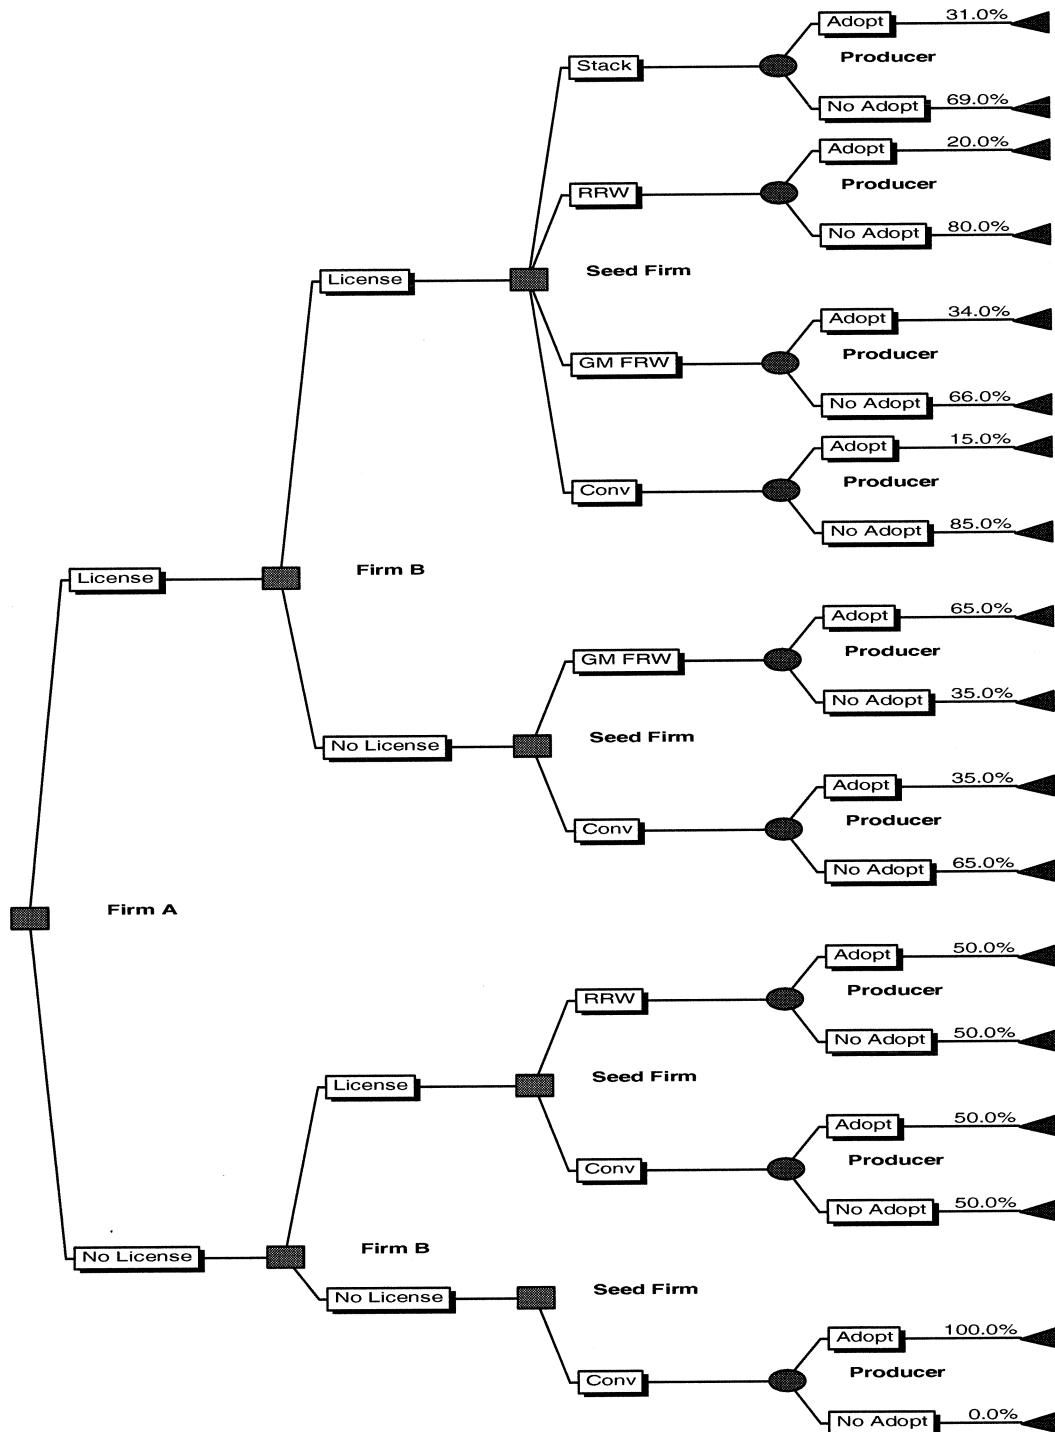 Adopt 31.0%
Producer
Stack
No Adopt 69.0%
Adopt 20.0%
Producer
RRW
No Adopt 80.0%
License
Seed Firm
Adopt 34.0%
Producer
GM FRW
No Adopt 66.0%
Adopt 15.0%
Producer
Conv
No Adopt 85.0%
License
Firm B
Adopt 65.0%
Producer
GM FRW
No Adopt 35.0%
No License
Seed Firm
Adopt 35.0%
Producer
Conv
No Adopt 65.0%
Firm A
Adopt 50.0%
Producer
RRW
No Adopt 50.0%
License
Seed Firm
Adopt 50.0%
Producer
Conv
No Adopt 50.0%
No License
Firm B
No License
Seed Firm
Adopt 100.0%
Producer
Conv
No Adopt 0.0%